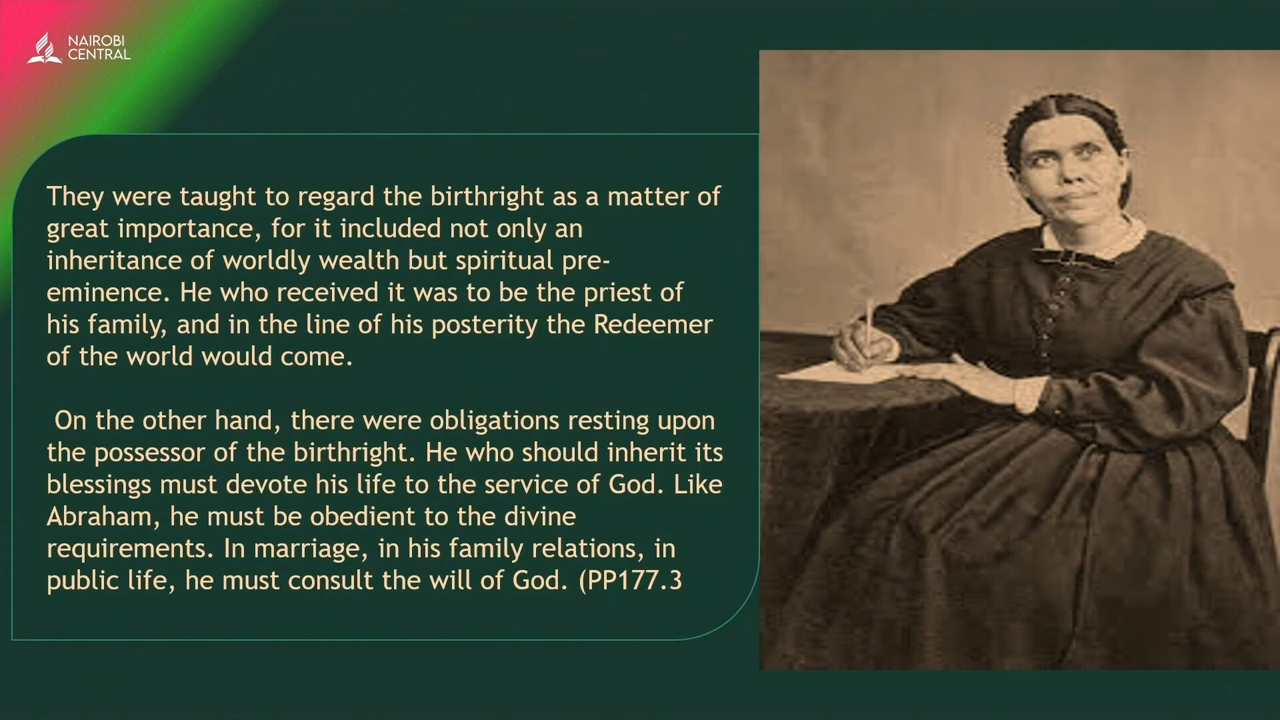 NAIROBI
CENTRAL
They were taught to regard the birthright as a matter of
great importance, for it included not only an
inheritance of worldly wealth but spiritual pre-
eminence. He who received it was to be the priest of
his family, and in the line of his posterity the Redeemer
of the world would come.
On the other hand, there were obligations resting upon
the possessor of the birthright. He who should inherit its
blessings must devote his life to the service of God. Like
Abraham, he must be obedient to the divine
requirements. In marriage, in his family relations, in
public life, he must consult the will of God. (PP177.3